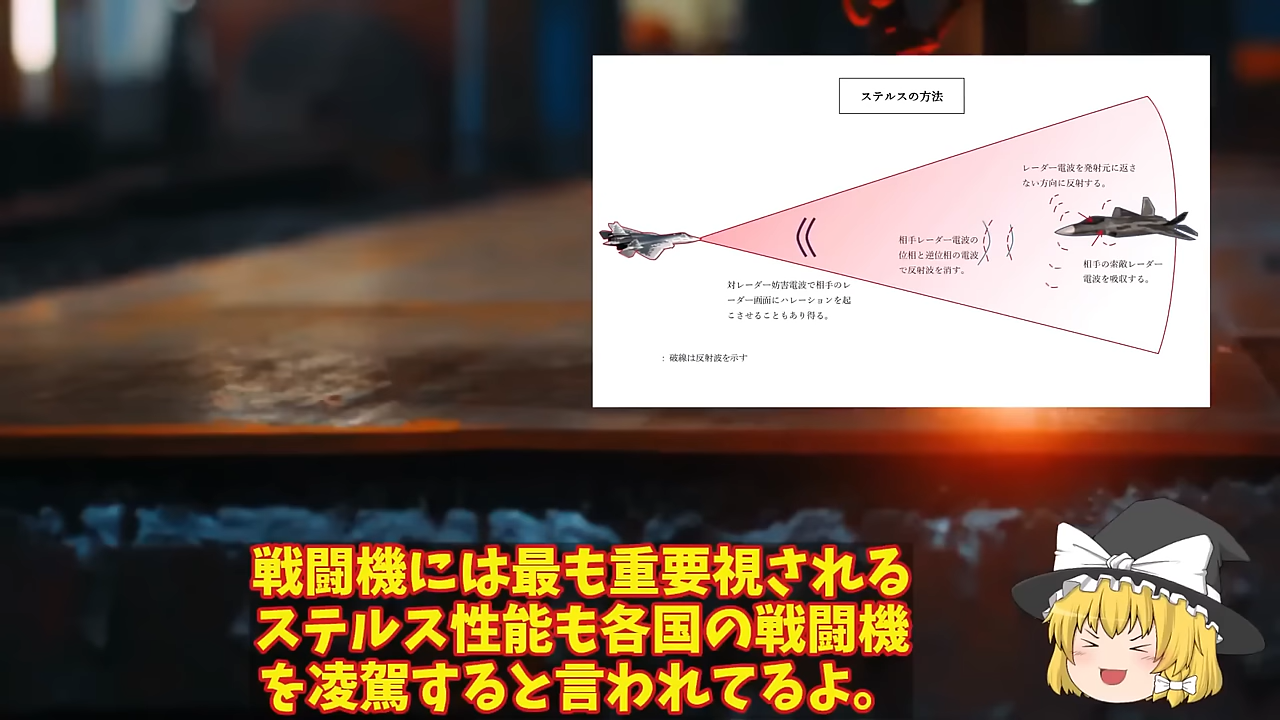 ステルスの方法
レーダー電波を発射元に返さ
ない方向に反射する。
相手レーダー電波の
位相と逆位相の電波
で反射波を消す。
相手の索敵レーダー
電波を吸収する。
対レーダー妨害電波で相手のレ
ーダー画面にハレーションを起
こさせることもあり得る。
：破線は反射波を示す
戦闘機には最も重要視される
ステルス性能も各国の戦闘機
を凌駕すると言われてるよ。